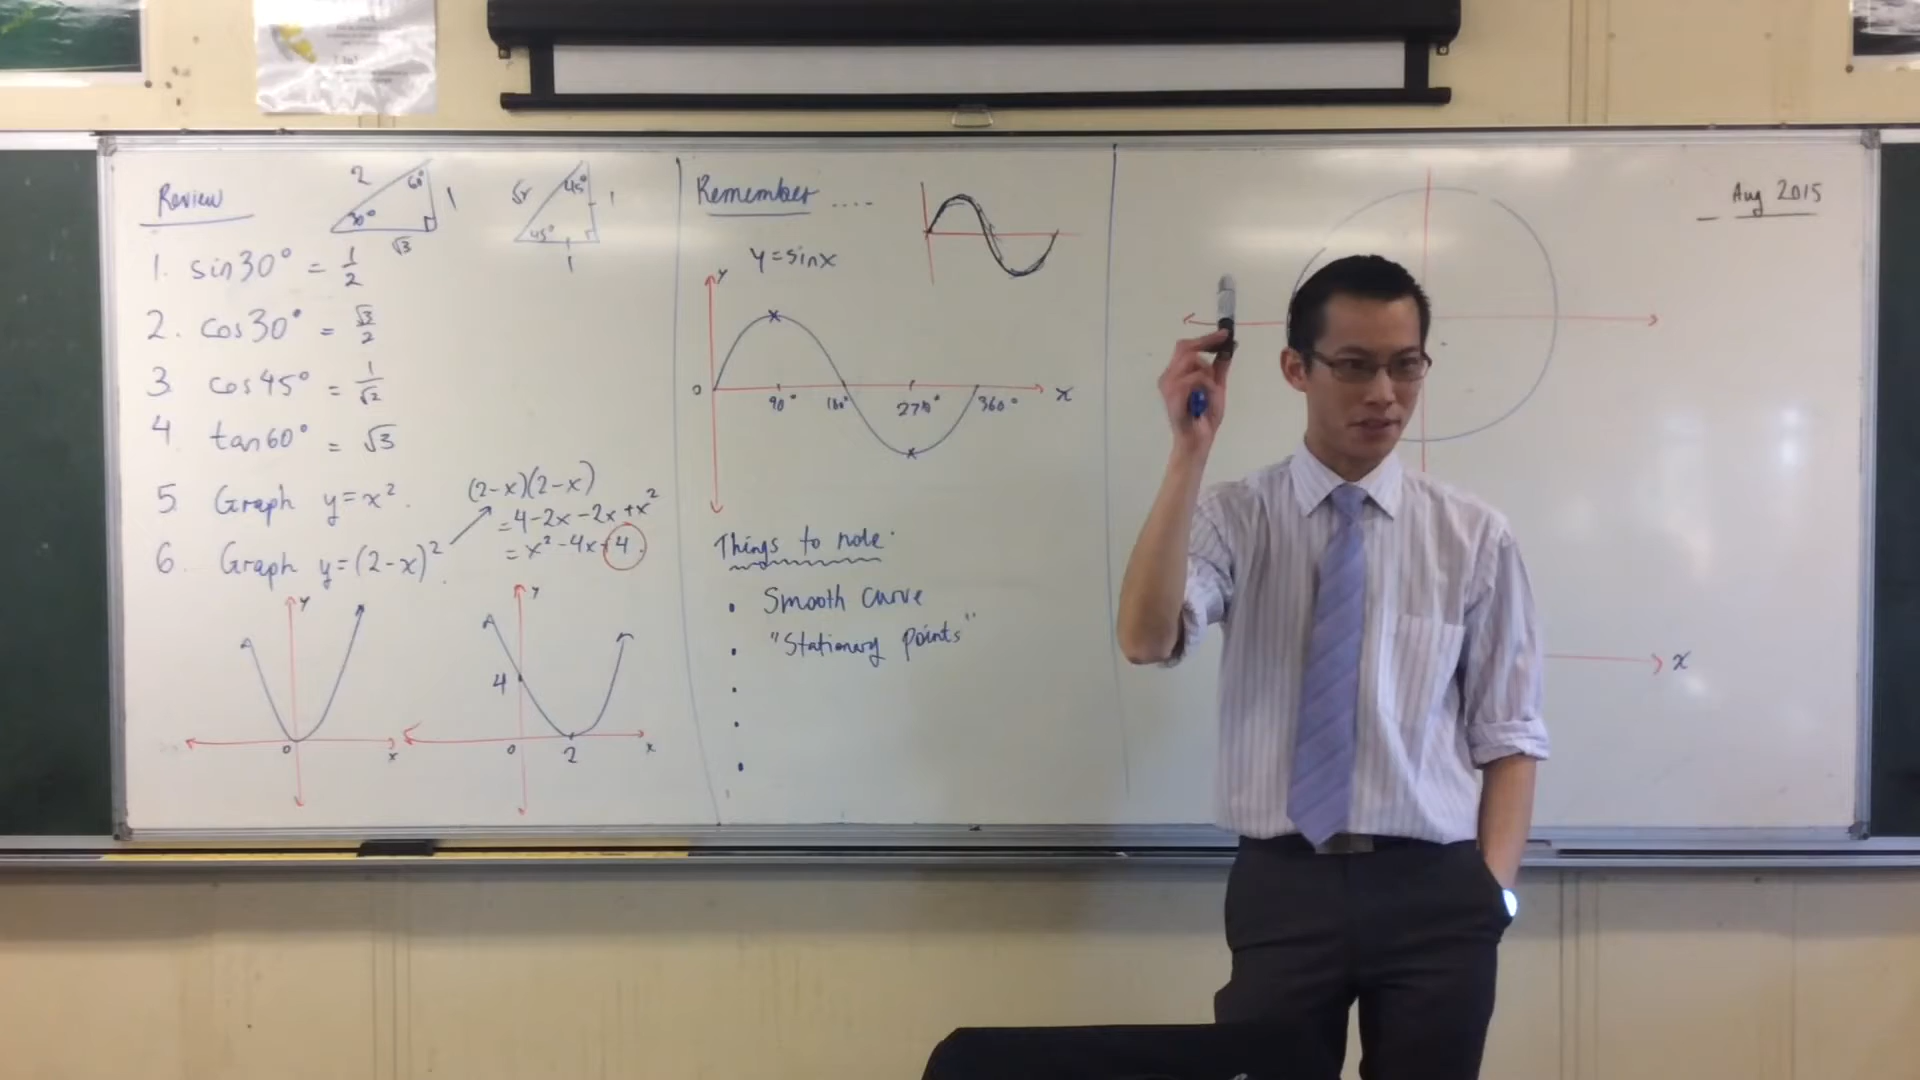 Review
2
60°
1
30°
√3
√2
45°
1
45°
1
1. sin30° = 1/2
2. cos30° = √3/2
3 cos45° = 1/√2
4 tan60° = √3
5 Graph y=x².
6. Graph y=(2-x)².
(2-x)(2-x)
= 4-2x-2x+x²
= x²-4x+4.
y
0
x
y
4
0
2
x
Remember ....
y=sinx
y
0
90°
180°
270°
360°
x
Things to note:
• Smooth curve
• "Stationary points"
•
•
•
Aug 2015
x